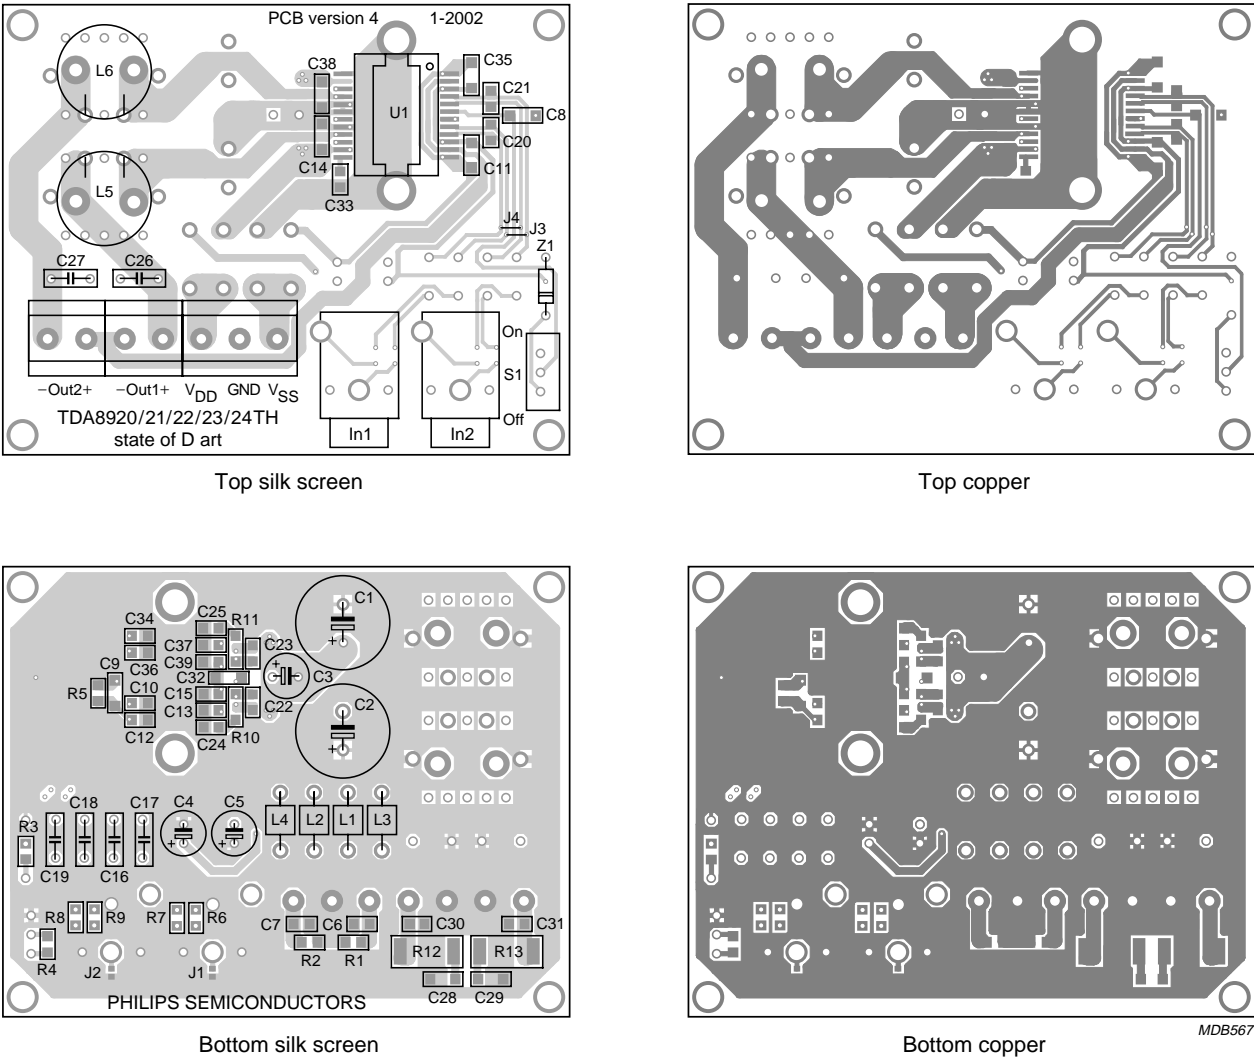 PCB version 4 1-2002
L6
C38
C35
C21
C8
U1
C20
C14
C11
L5
C33
J4
J3
Z1
C27 C26
On
S1
Off
−Out2+ −Out1+ VDD GND VSS
TDA8920/21/22/23/24TH
state of D art
In1 In2
Top silk screen
Top copper
C1
C34 C25 R11
C37 C23
C36 C39
C9 C32 C3
R5 C10 C15 C22
C13 C2
C12 C24 R10
C18 C17 C4 C5
R3 L4 L2 L1 L3
C19 C16
R8 R9 R7 R6 C7 C6 C30 C31
R4 R2 R1 R12 R13
J2 J1
C28 C29
PHILIPS SEMICONDUCTORS
Bottom silk screen
Bottom copper
MDB567